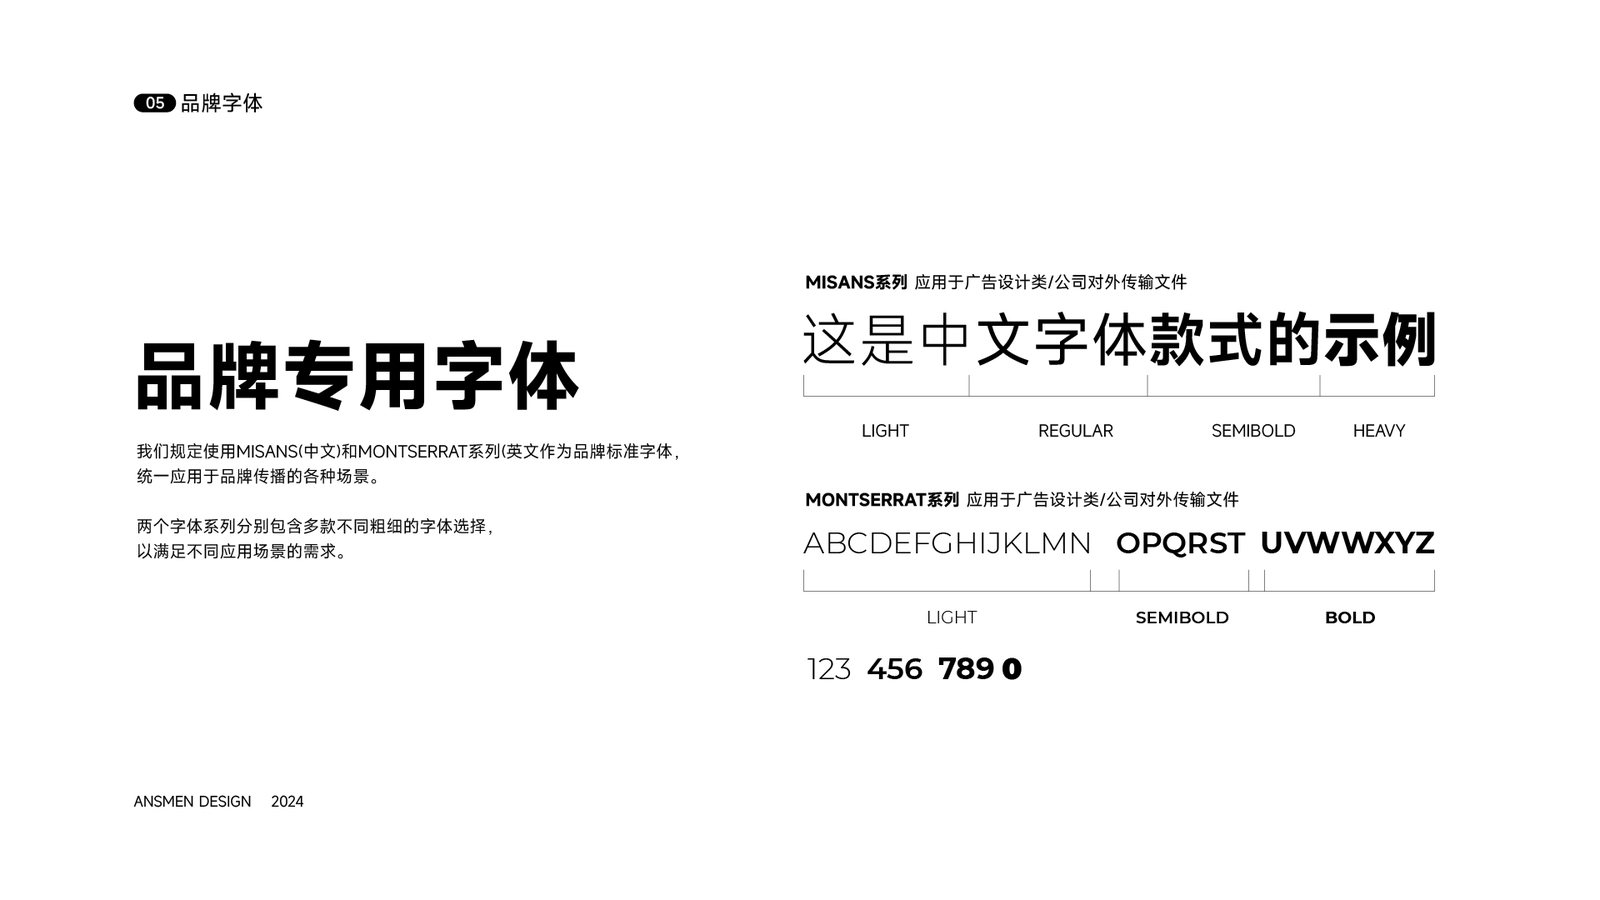 05 品牌字体
品牌专用字体
我们规定使用MISANS(中文)和MONTSERRAT系列(英文作为品牌标准字体，
统一应用于品牌传播的各种场景。
两个字体系列分别包含多款不同粗细的字体选择，
以满足不同应用场景的需求。
MISANS系列 应用于广告设计类/公司对外传输文件
这是中文字体款式的示例
LIGHT REGULAR SEMIBOLD HEAVY
MONTSERRAT系列 应用于广告设计类/公司对外传输文件
ABCDEFGHIJKLMN OPQRST UVWWXYZ
LIGHT SEMIBOLD BOLD
123 456 789 0
ANSMEN DESIGN 2024